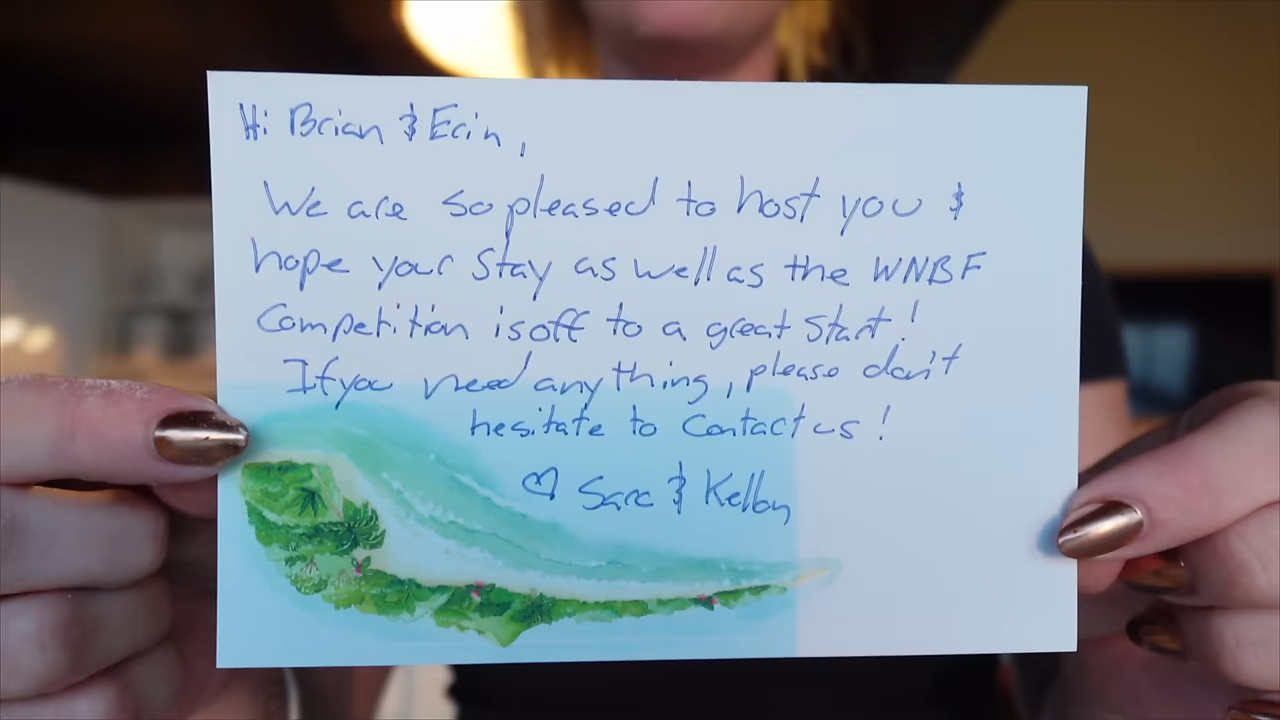 Hi Brian & Erin,
We are so pleased to host you &
hope your stay as well as the WNBF
Competition is off to a great start!
If you need anything, please don't
hesitate to contact us!
♡ Sara & Kellon